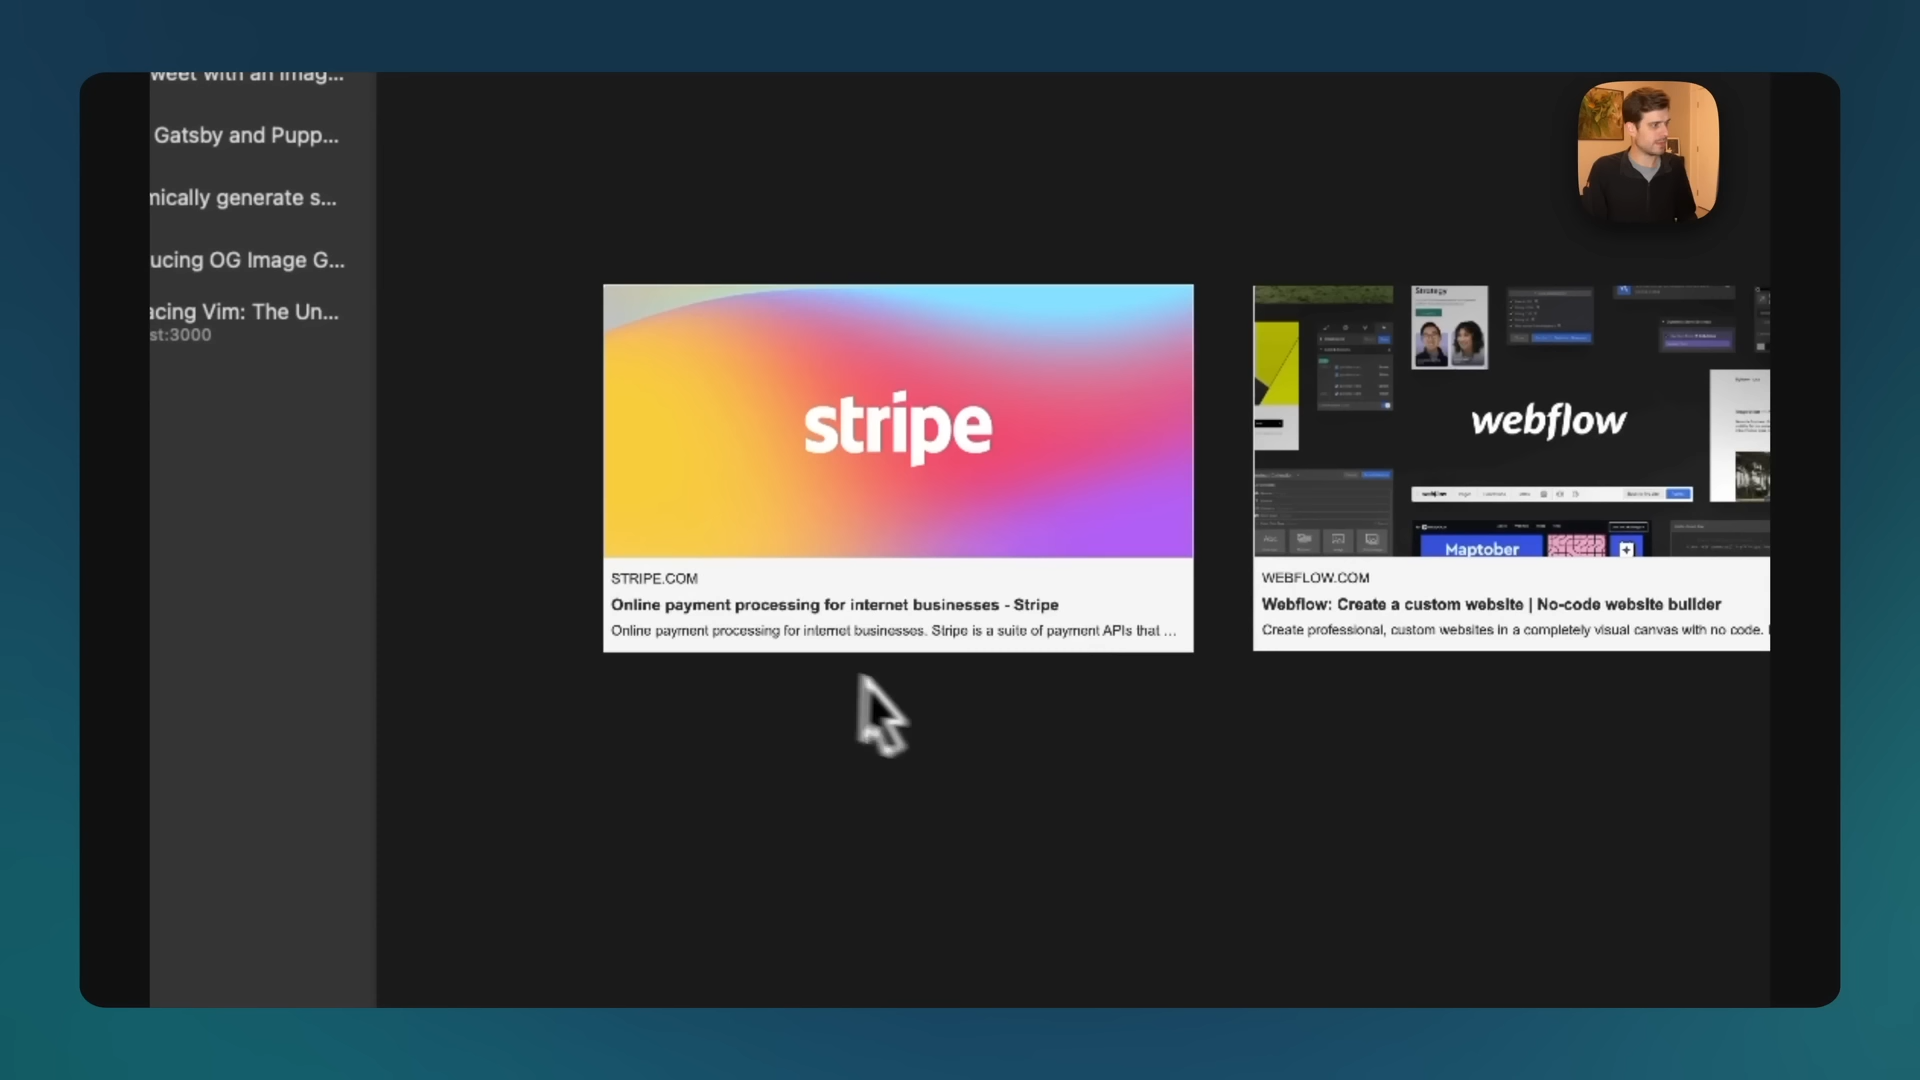 weet with an imag...
Gatsby and Pupp...
mically generate s...
ucing OG Image G...
acing Vim: The Un...
st:3000
stripe
STRIPE.COM
Online payment processing for internet businesses - Stripe
Online payment processing for internet businesses. Stripe is a suite of payment APIs that ...
Strategy
webflow
Maptober
WEBFLOW.COM
Webflow: Create a custom website | No-code website builder
Create professional, custom websites in a completely visual canvas with no code.